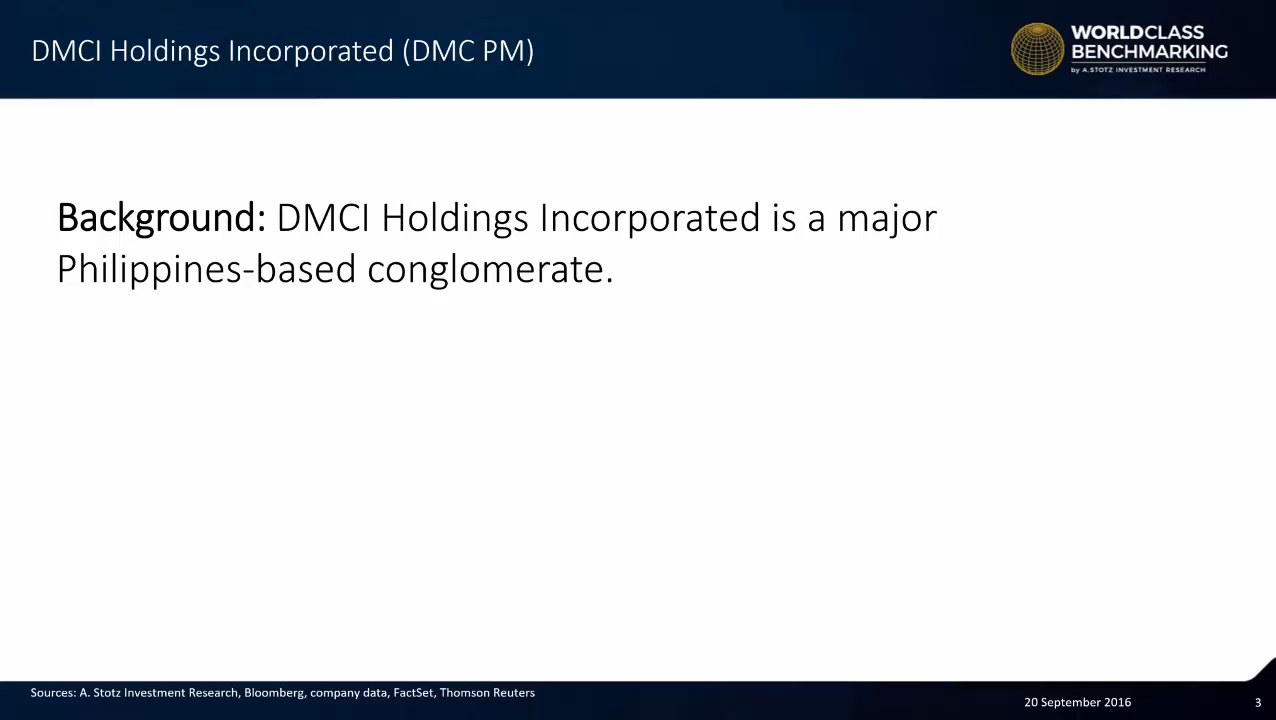 DMCI Holdings Incorporated (DMC PM)
WORLDCLASS
BENCHMARKING
by A.STOTZ INVESTMENT RESEARCH
Background: DMCI Holdings Incorporated is a major
Philippines-based conglomerate.
Sources: A. Stotz Investment Research, Bloomberg, company data, FactSet, Thomson Reuters
20 September 2016
3